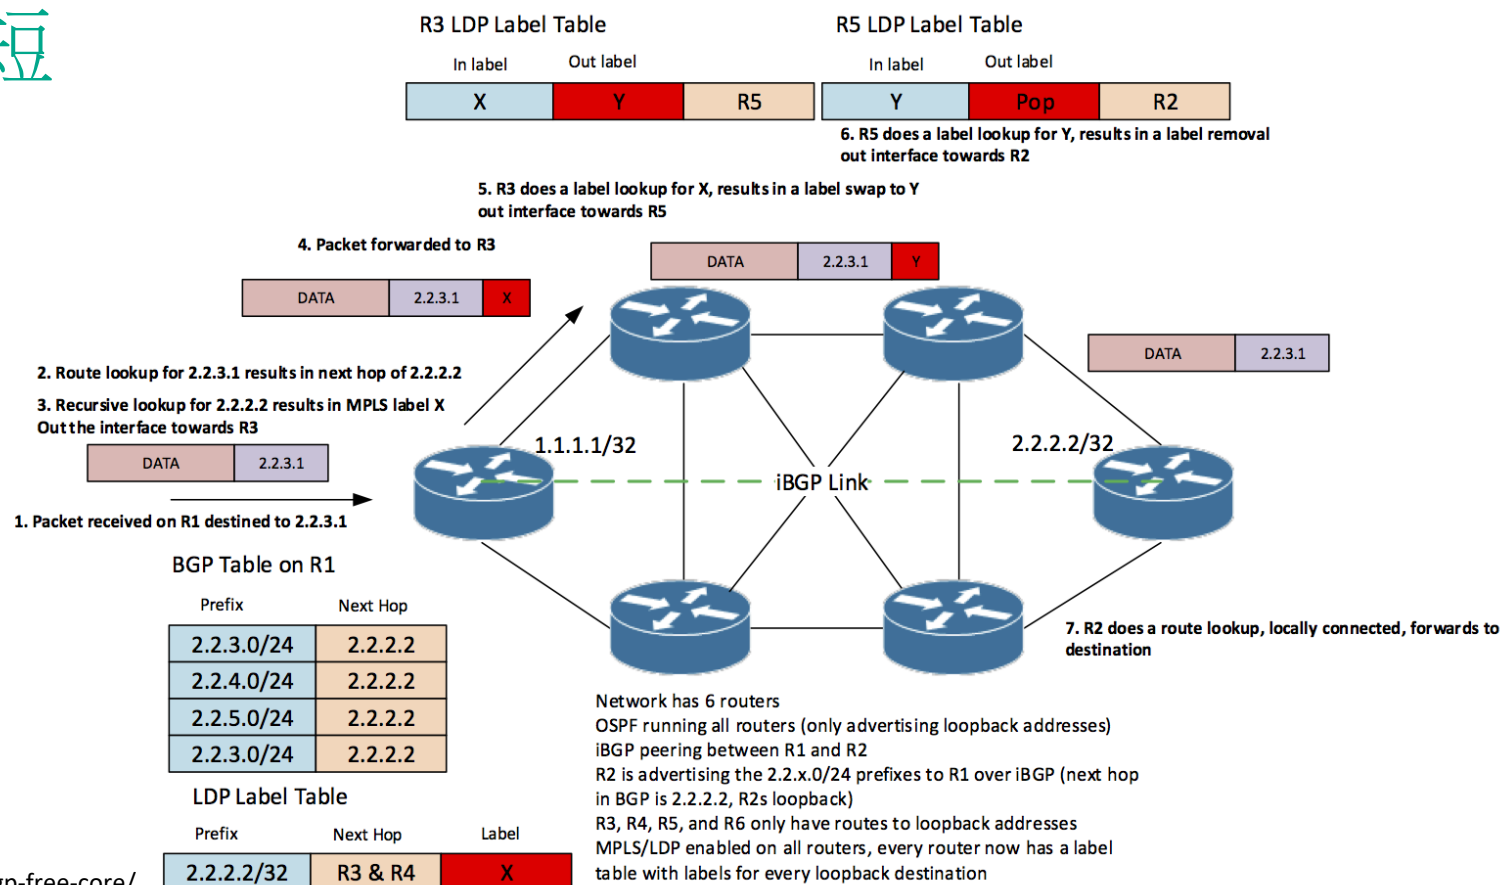 短
R3 LDP Label Table
In label Out label
X Y R5
R5 LDP Label Table
In label Out label
Y Pop R2
6. R5 does a label lookup for Y, results in a label removal
out interface towards R2
5. R3 does a label lookup for X, results in a label swap to Y
out interface towards R5
4. Packet forwarded to R3
DATA 2.2.3.1 Y
DATA 2.2.3.1 X
DATA 2.2.3.1
2. Route lookup for 2.2.3.1 results in next hop of 2.2.2.2
3. Recursive lookup for 2.2.2.2 results in MPLS label X
Out the interface towards R3
DATA 2.2.3.1
1.1.1.1/32
2.2.2.2/32
iBGP Link
1. Packet received on R1 destined to 2.2.3.1
BGP Table on R1
Prefix Next Hop
2.2.3.0/24 2.2.2.2
2.2.4.0/24 2.2.2.2
2.2.5.0/24 2.2.2.2
2.2.3.0/24 2.2.2.2
7. R2 does a route lookup, locally connected, forwards to
destination
LDP Label Table
Prefix Next Hop Label
2.2.2.2/32 R3 & R4 X
Network has 6 routers
OSPF running all routers (only advertising loopback addresses)
iBGP peering between R1 and R2
R2 is advertising the 2.2.x.0/24 prefixes to R1 over iBGP (next hop
in BGP is 2.2.2.2, R2s loopback)
R3, R4, R5, and R6 only have routes to loopback addresses
MPLS/LDP enabled on all routers, every router now has a label
table with labels for every loopback destination
gp-free-core/